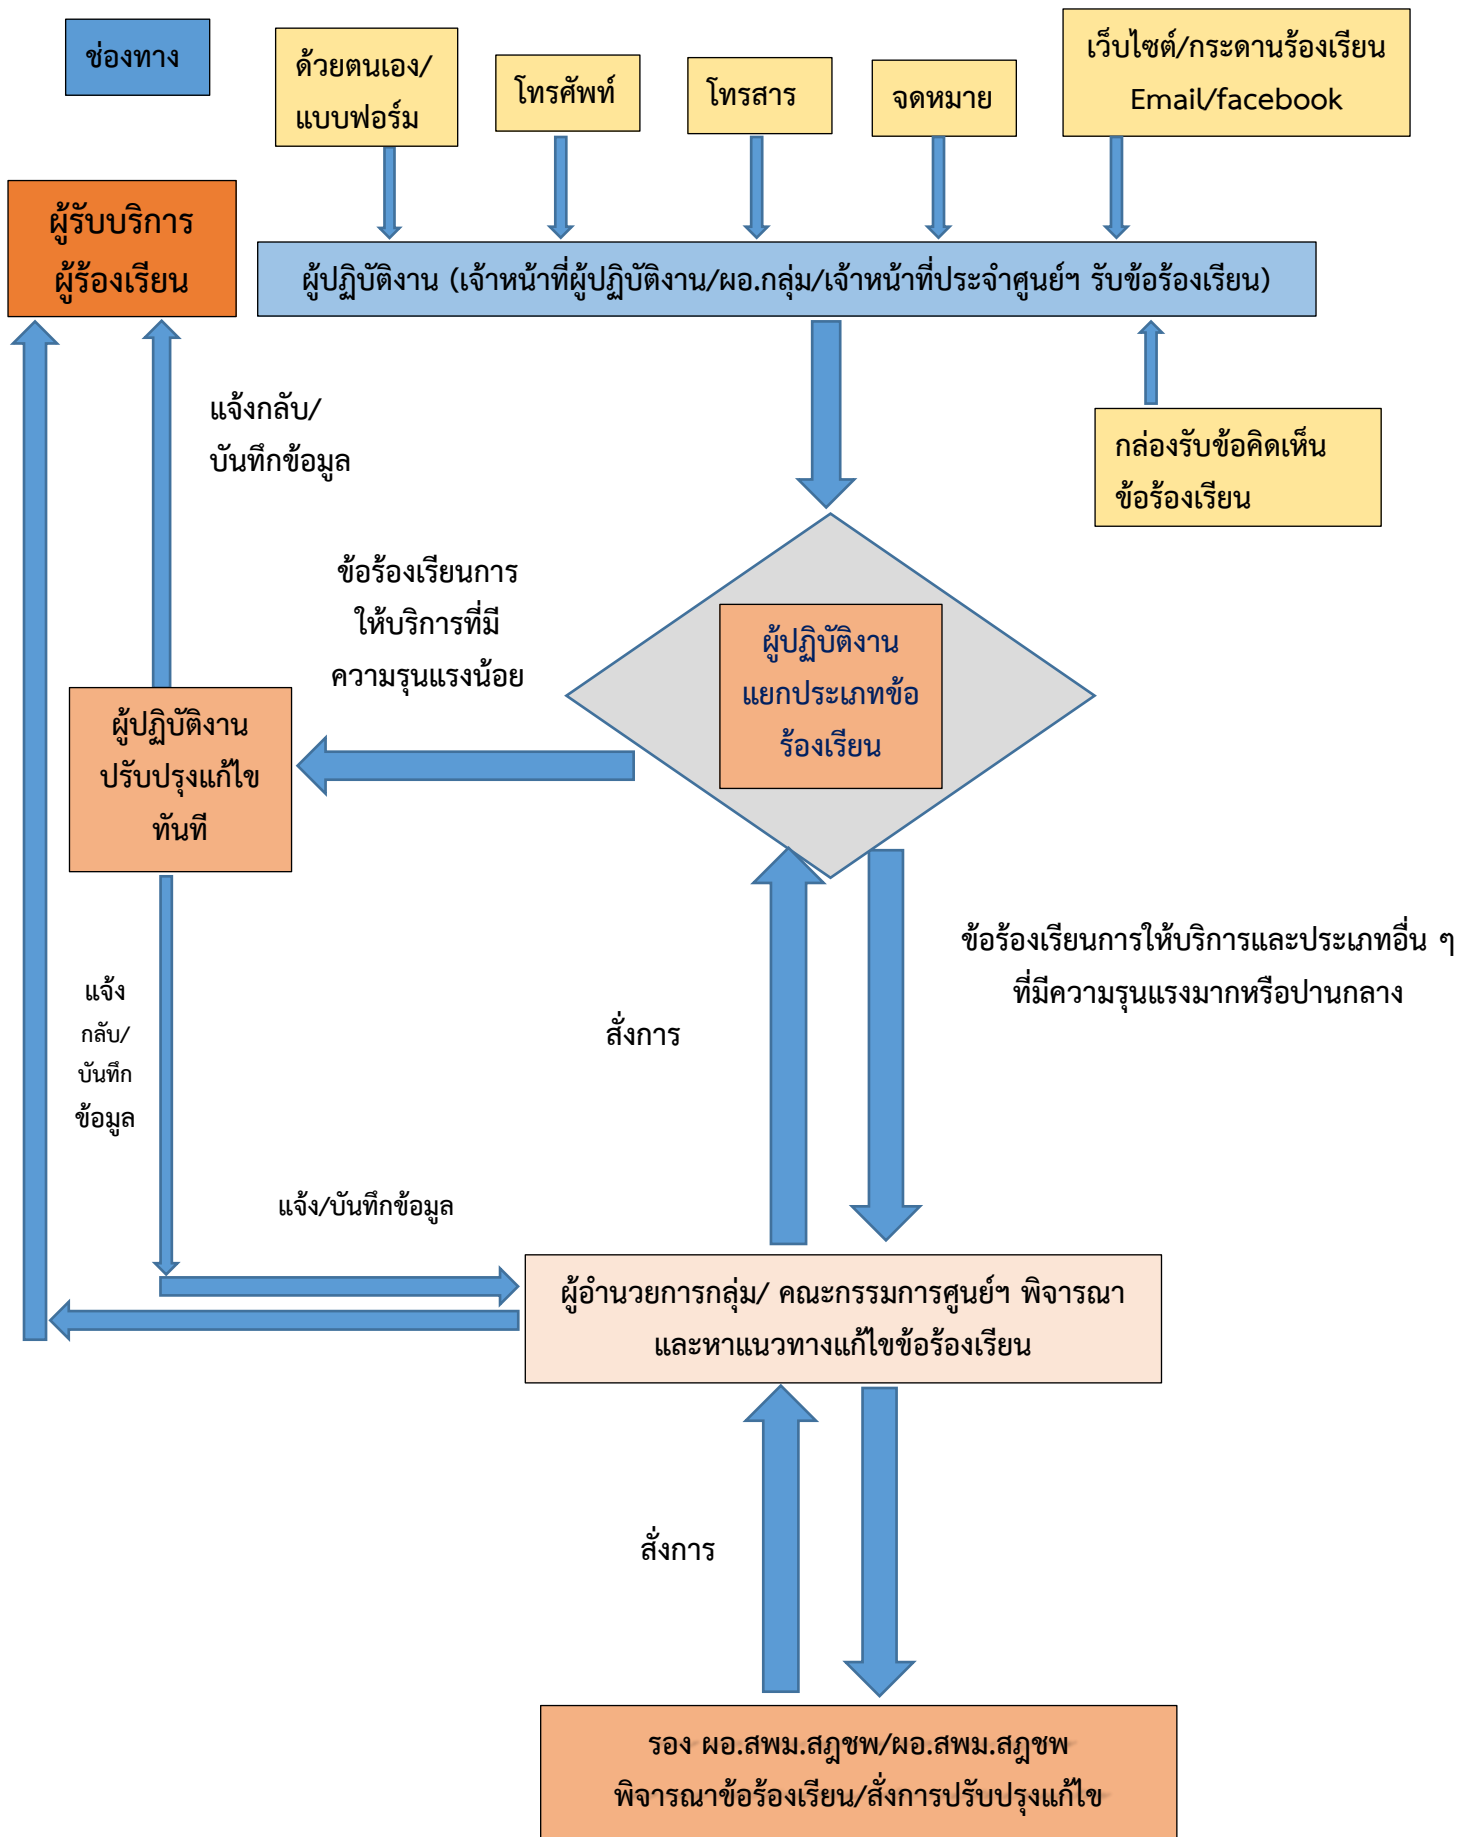 ช่องทาง
ด้วยตนเอง/
แบบฟอร์ม
โทรศัพท์
โทรสาร
จดหมาย
เว็บไซต์/กระดานร้องเรียน
Email/facebook
ผู้รับบริการ
ผู้ร้องเรียน
ผู้ปฏิบัติงาน (เจ้าหน้าที่ผู้ปฏิบัติงาน/ผอ.กลุ่ม/เจ้าหน้าที่ประจำศูนย์ฯ รับข้อร้องเรียน)
แจ้งกลับ/
บันทึกข้อมูล
กล่องรับข้อคิดเห็น
ข้อร้องเรียน
ข้อร้องเรียนการ
ให้บริการที่มี
ความรุนแรงน้อย
ผู้ปฏิบัติงาน
แยกประเภทข้อ
ร้องเรียน
ผู้ปฏิบัติงาน
ปรับปรุงแก้ไข
ทันที
ข้อร้องเรียนการให้บริการและประเภทอื่น ๆ
ที่มีความรุนแรงมากหรือปานกลาง
แจ้ง
กลับ/
บันทึก
ข้อมูล
สั่งการ
แจ้ง/บันทึกข้อมูล
ผู้อำนวยการกลุ่ม/ คณะกรรมการศูนย์ฯ พิจารณา
และหาแนวทางแก้ไขข้อร้องเรียน
สั่งการ
รอง ผอ.สพม.สฎชพ/ผอ.สพม.สฎชพ
พิจารณาข้อร้องเรียน/สั่งการปรับปรุงแก้ไข